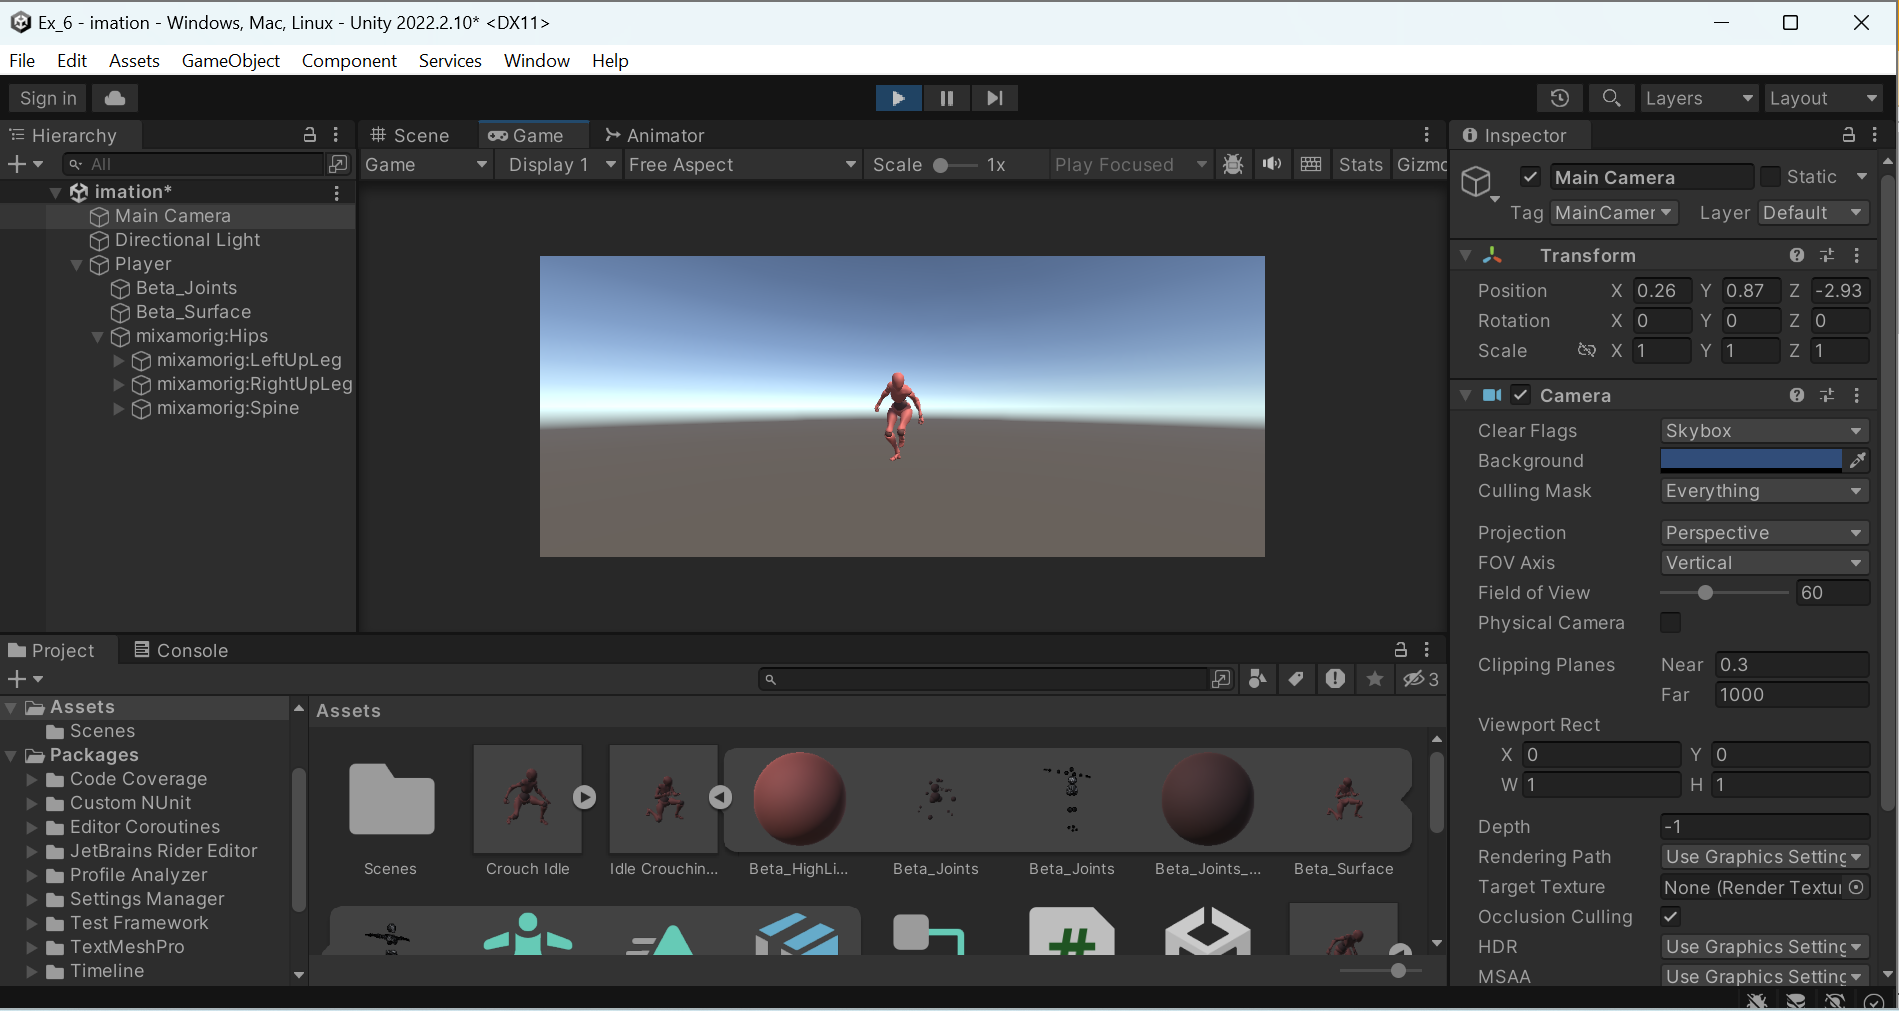 Ex_6 - imation - Windows, Mac, Linux - Unity 2022.2.10* <DX11>
File Edit Assets GameObject Component Services Window Help
Sign in Layers Layout
Hierarchy Scene Game Animator Inspector
All Game Display 1 Free Aspect Scale 1x Play Focused Stats Gizmo
imation*
Main Camera
Directional Light
Player
Beta_Joints
Beta_Surface
mixamorig:Hips
mixamorig:LeftUpLeg
mixamorig:RightUpLeg
mixamorig:Spine
Main Camera Static
Tag MainCamer Layer Default
Transform
Position X 0.26 Y 0.87 Z -2.93
Rotation X 0 Y 0 Z 0
Scale X 1 Y 1 Z 1
Camera
Clear Flags Skybox
Background
Culling Mask Everything
Projection Perspective
FOV Axis Vertical
Field of View 60
Physical Camera
Clipping Planes Near 0.3
Far 1000
Viewport Rect
X 0 Y 0
W 1 H 1
Depth -1
Rendering Path Use Graphics Setting
Target Texture None (Render Textu
Occlusion Culling
HDR Use Graphics Setting
MSAA Use Graphics Setting
Project Console
3
Assets
Scenes
Packages
Code Coverage
Custom NUnit
Editor Coroutines
JetBrains Rider Editor
Profile Analyzer
Settings Manager
Test Framework
TextMeshPro
Timeline
Assets
Scenes Crouch Idle Idle Crouchin... Beta_HighLi... Beta_Joints Beta_Joints Beta_Joints_... Beta_Surface